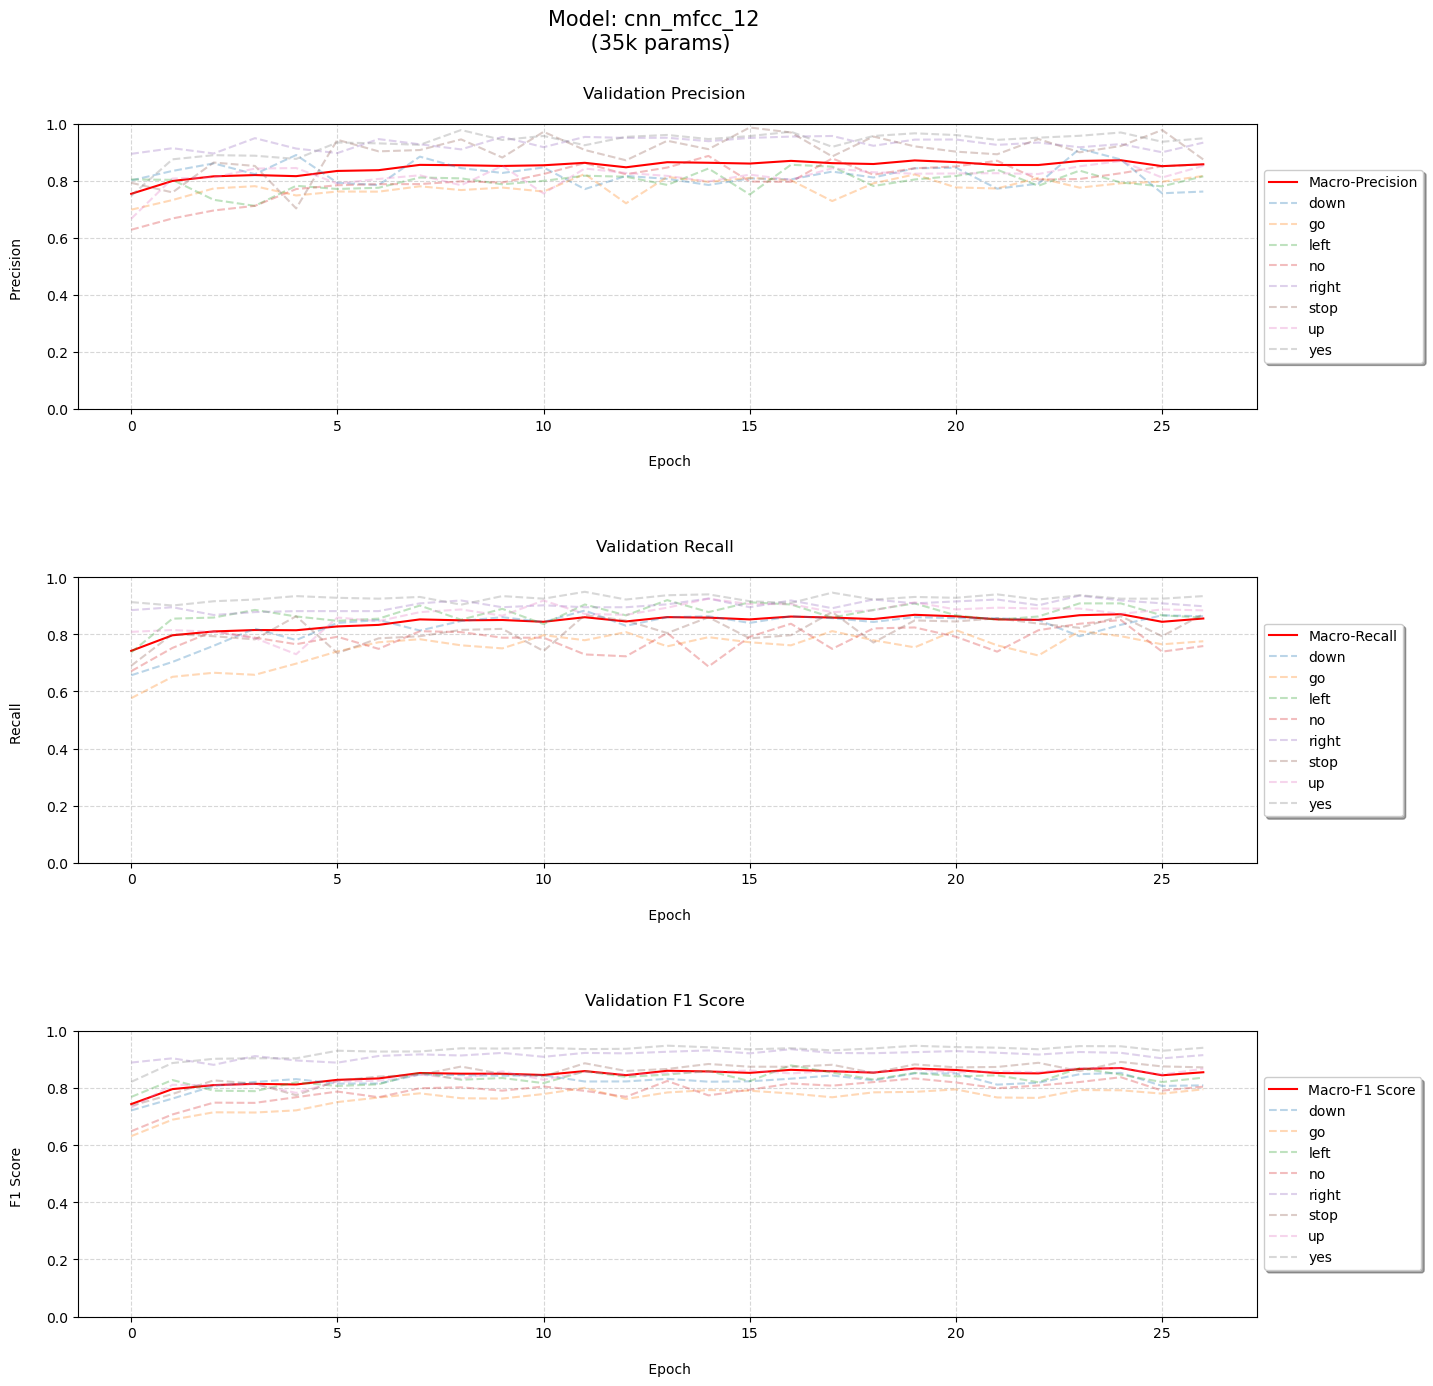 Model: cnn_mfcc_12
(35k params)
Validation Precision
Precision
1.0
0.8
0.6
0.4
0.2
0.0
0 5 10 15 20 25
Epoch
Macro-Precision
down
go
left
no
right
stop
up
yes
Validation Recall
Recall
1.0
0.8
0.6
0.4
0.2
0.0
0 5 10 15 20 25
Epoch
Macro-Recall
down
go
left
no
right
stop
up
yes
Validation F1 Score
F1 Score
1.0
0.8
0.6
0.4
0.2
0.0
0 5 10 15 20 25
Epoch
Macro-F1 Score
down
go
left
no
right
stop
up
yes